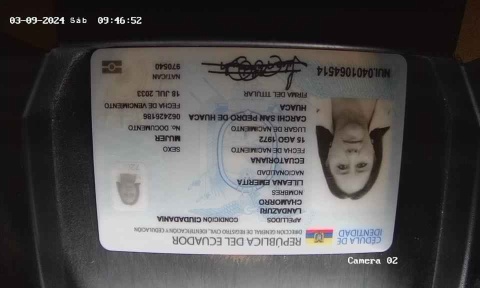 03-09-2024 Sáb 09:46:52
CÉDULA DE IDENTIDAD
REPÚBLICA DEL ECUADOR
DIRECCIÓN GENERAL DE REGISTRO CIVIL, IDENTIFICACIÓN Y CEDULACIÓN
APELLIDOS
CONDICIÓN CIUDADANÍA
LANDAZURI
CHAMORRO
NOMBRES
LILEANA EMERITA
NACIONALIDAD
ECUATORIANA
FECHA DE NACIMIENTO
15 AGO 1972
LUGAR DE NACIMIENTO
CARCHI SAN PEDRO DE HUACA
HUACA
FIRMA DEL TITULAR
SEXO
MUJER
No. DOCUMENTO
063426186
FECHA DE VENCIMIENTO
18 JUL 2033
NAT/CAN
970540
NUI.0401064514
Camera 02